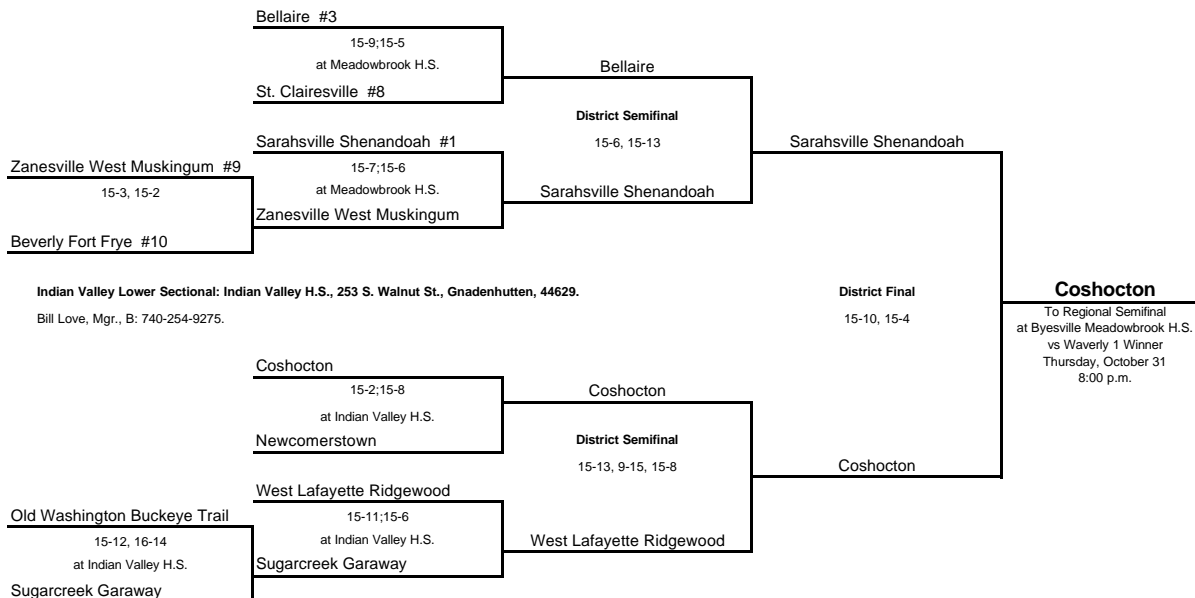 Bellaire #3
15-9;15-5
at Meadowbrook H.S.
Bellaire
St. Clairesville #8
District Semifinal
Sarahsville Shenandoah #1
15-6, 15-13
Sarahsville Shenandoah
Zanesville West Muskingum #9
15-7;15-6
15-3, 15-2
at Meadowbrook H.S.
Sarahsville Shenandoah
Zanesville West Muskingum
Beverly Fort Frye #10
Indian Valley Lower Sectional: Indian Valley H.S., 253 S. Walnut St., Gnadenhutten, 44629.
District Final
Coshocton
Bill Love, Mgr., B: 740-254-9275.
15-10, 15-4
To Regional Semifinal
at Byesville Meadowbrook H.S.
vs Waverly 1 Winner
Thursday, October 31
8:00 p.m.
Coshocton
15-2;15-8
Coshocton
at Indian Valley H.S.
Newcomerstown
District Semifinal
15-13, 9-15, 15-8
Coshocton
West Lafayette Ridgewood
Old Washington Buckeye Trail
15-11;15-6
15-12, 16-14
at Indian Valley H.S.
West Lafayette Ridgewood
at Indian Valley H.S.
Sugarcreek Garaway
Sugarcreek Garaway